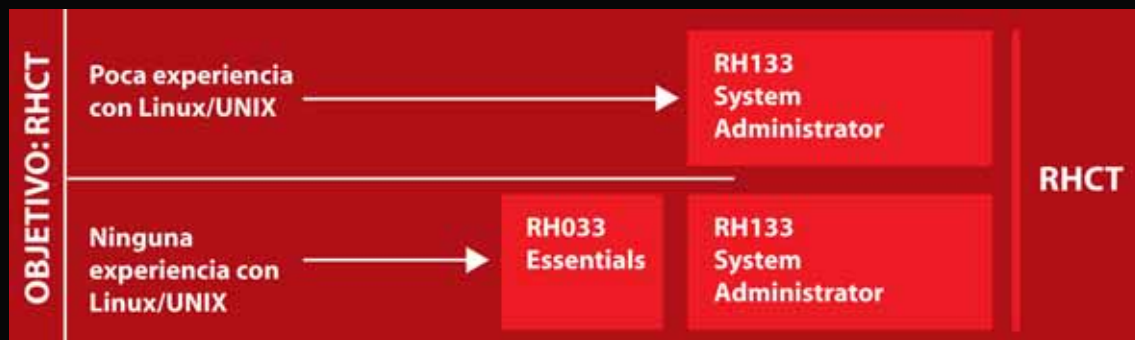 OBJETIVO: RHCT
Poca experiencia
con Linux/UNIX
RH133
System
Administrator
Ninguna
experiencia con
Linux/UNIX
RH033
Essentials
RH133
System
Administrator
RHCT